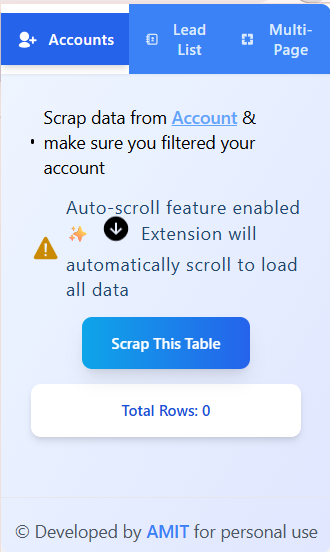 Accounts
Lead
List
Multi-
Page
Scrap data from Account &
make sure you filtered your
account
Auto-scroll feature enabled
✨ Extension will
automatically scroll to load
all data
Scrap This Table
Total Rows: 0
© Developed by AMIT for personal use